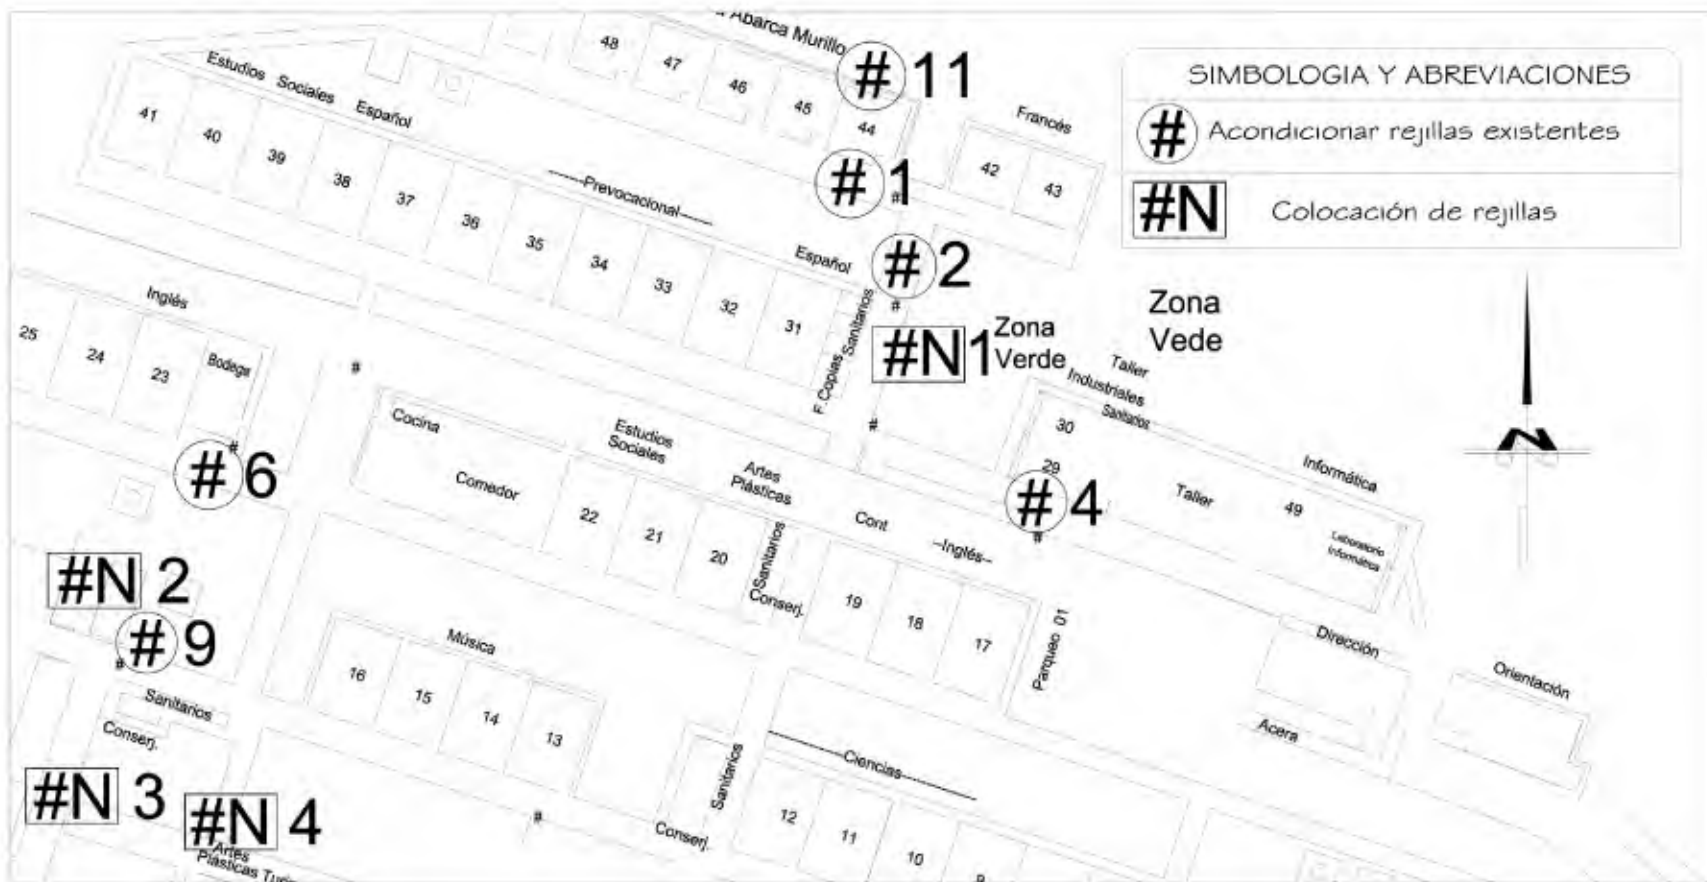 Abarca Murillo
# 11
48
47
46
45
44
Estudios Sociales Español
Francés
41
40
39
38
37
36
35
34
33
32
31
42
43
# 1
#
-------Prevocacional-------
Español
# 2
#
SIMBOLOGIA Y ABREVIACIONES
# Acondicionar rejillas existentes
#N Colocación de rejillas
Sanitarios
F.Copias
#N 1
Zona
Verde
Zona
Vede
N
Inglés
25
24
23
Bodega
#
#
# 6
Cocina
Comedor
Estudios
Sociales
Artes
Plásticas
Cont
--Inglés--
#
Taller
Industriales
Sanitarios
30
29
# 4
#
Taller
49
Informática
Laboratorio
Informática
22
21
20
Sanitarios
Conserj.
19
18
17
Parqueo 01
Dirección
Orientación
Acera
#N 2
# 9
#
Sanitarios
Conserj.
Música
16
15
14
13
#N 3
#N 4
Artes
Plásticas
#
Sanitarios
Conserj.
Ciencias
12
11
10
9